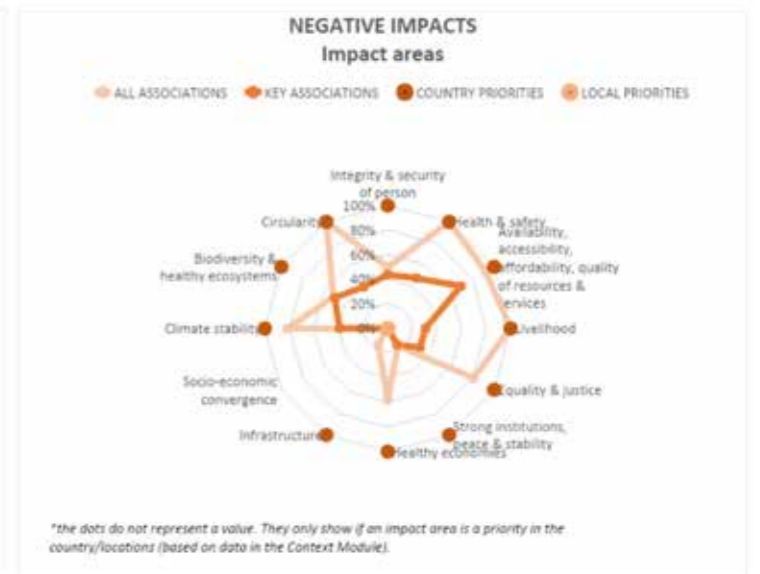 NEGATIVE IMPACTS
Impact areas
ALL ASSOCIATIONS KEY ASSOCIATIONS COUNTRY PRIORITIES LOCAL PRIORITIES
Integrity & security
of person
100%
80%
60%
40%
20%
0%
Health & safety
Availability,
accessibility,
affordability, quality
of resources &
services
Livelihood
Equality & justice
Strong institutions,
peace & stability
Healthy economies
Infrastructure
Socio-economic
convergence
Climate stability
Biodiversity &
healthy ecosystems
Circularity
*the dots do not represent a value. They only show if an impact area is a priority in the
country/locations (based on data in the Context Module).